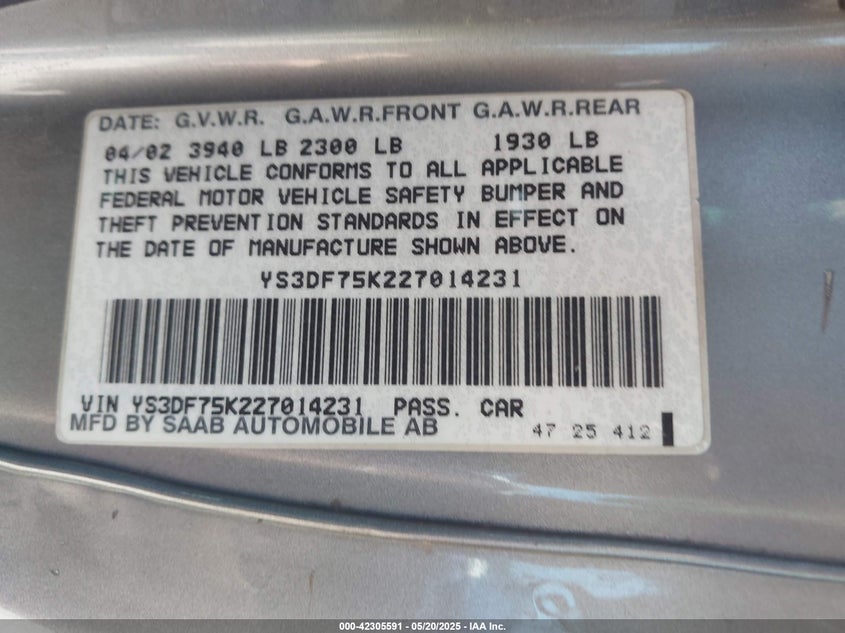 DATE: G.V.W.R. G.A.W.R.FRONT G.A.W.R.REAR
04/02 3940 LB 2300 LB 1930 LB
THIS VEHICLE CONFORMS TO ALL APPLICABLE
FEDERAL MOTOR VEHICLE SAFETY BUMPER AND
THEFT PREVENTION STANDARDS IN EFFECT ON
THE DATE OF MANUFACTURE SHOWN ABOVE.
YS3DF75K227014231
VIN YS3DF75K227014231 PASS. CAR
MFD BY SAAB AUTOMOBILE AB
47 25 412
000-42305591 | 05/20/2025 - IAA Inc.